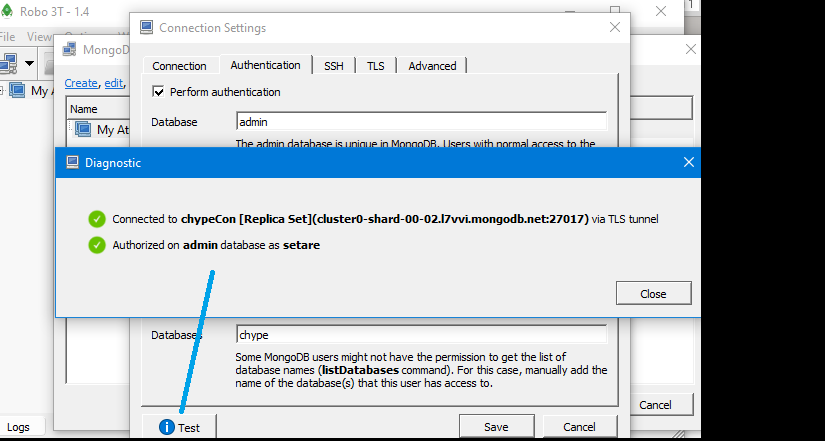 Robo 3T - 1.4
File View Options
MongoD
Create, edit,
Name
My A
My At
Connection Settings
Connection Authentication SSH TLS Advanced
Perform authentication
Database admin
The admin database is unique in MongoDB. Users with normal access to the
Diagnostic
Connected to chypeCon [Replica Set](cluster0-shard-00-02.l7vvi.mongodb.net:27017) via TLS tunnel
Authorized on admin database as setare
Close
Databases chype
Some MongoDB users might not have the permission to get the list of
database names (listDatabases command). For this case, manually add the
name of the database(s) that this user has access to.
Test Save Cancel
Cancel
Logs